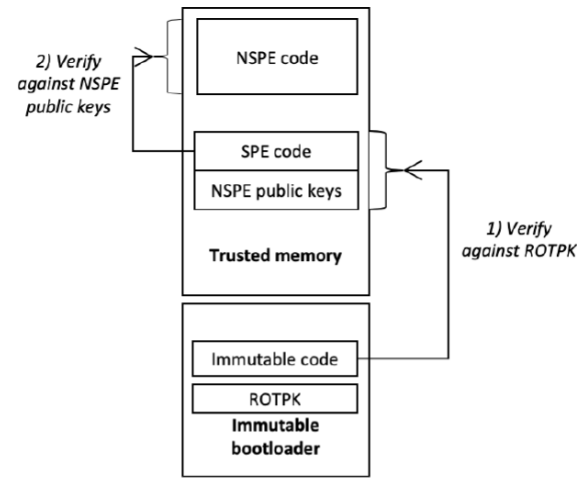 NSPE code
2) Verify
against NSPE
public keys
SPE code
NSPE public keys
Trusted memory
1) Verify
against ROTPK
Immutable code
ROTPK
Immutable
bootloader